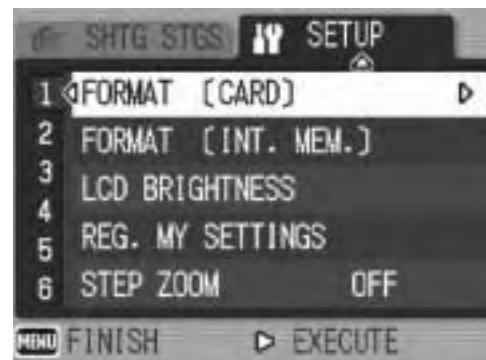 SHTG STGS SETUP
1 FORMAT [CARD]
2 FORMAT [INT. MEM.]
3 LCD BRIGHTNESS
4
5 REG. MY SETTINGS
6 STEP ZOOM OFF
MENU FINISH EXECUTE